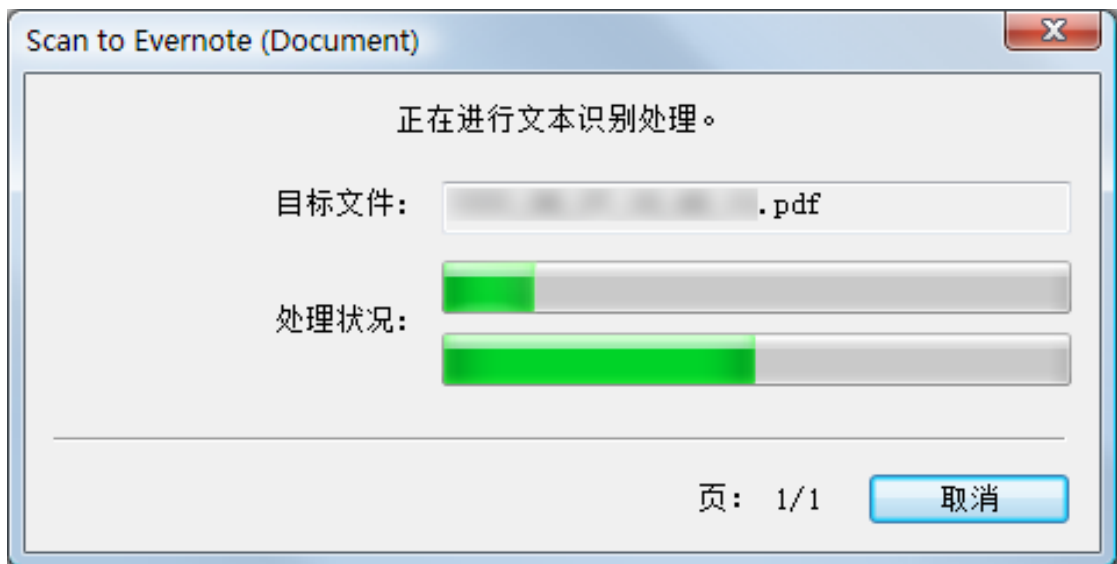 Scan to Evernote (Document)
正在进行文本识别处理。
目标文件： .pdf
处理状况：
页： 1/1 取消